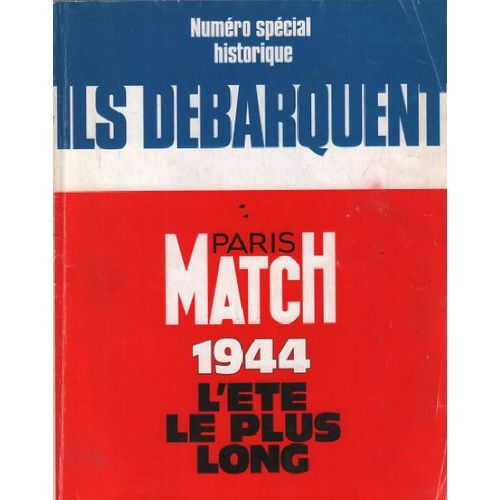 Numéro spécial
historique
ILS DEBARQUENT
PARIS
MATCH
1944
L'ETE
LE PLUS
LONG